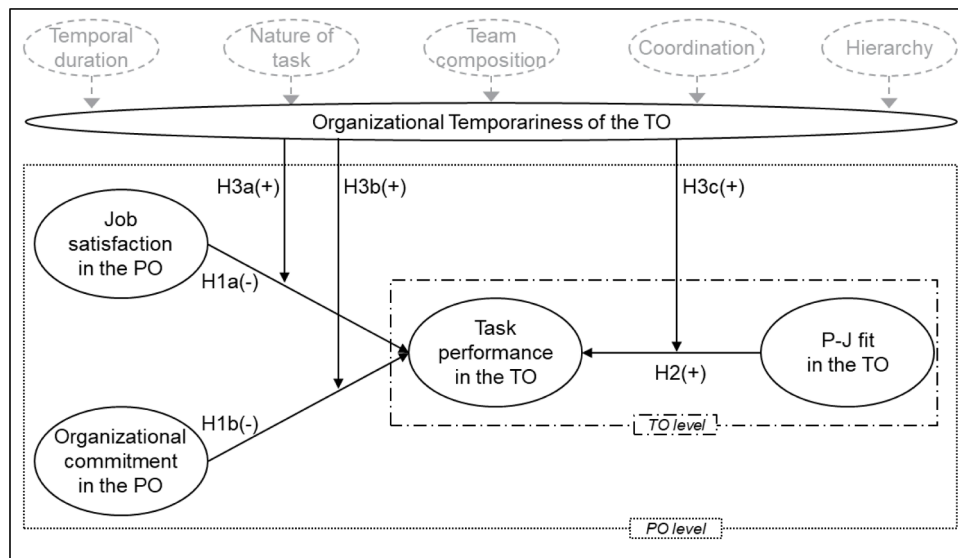 Temporal
duration
Nature of
task
Team
composition
Coordination
Hierarchy
Organizational Temporariness of the TO
H3a(+)
H3b(+)
H3c(+)
Job
satisfaction
in the PO
H1a(-)
Task
performance
in the TO
P-J fit
in the TO
H2(+)
H1b(-)
TO level
Organizational
commitment
in the PO
PO level